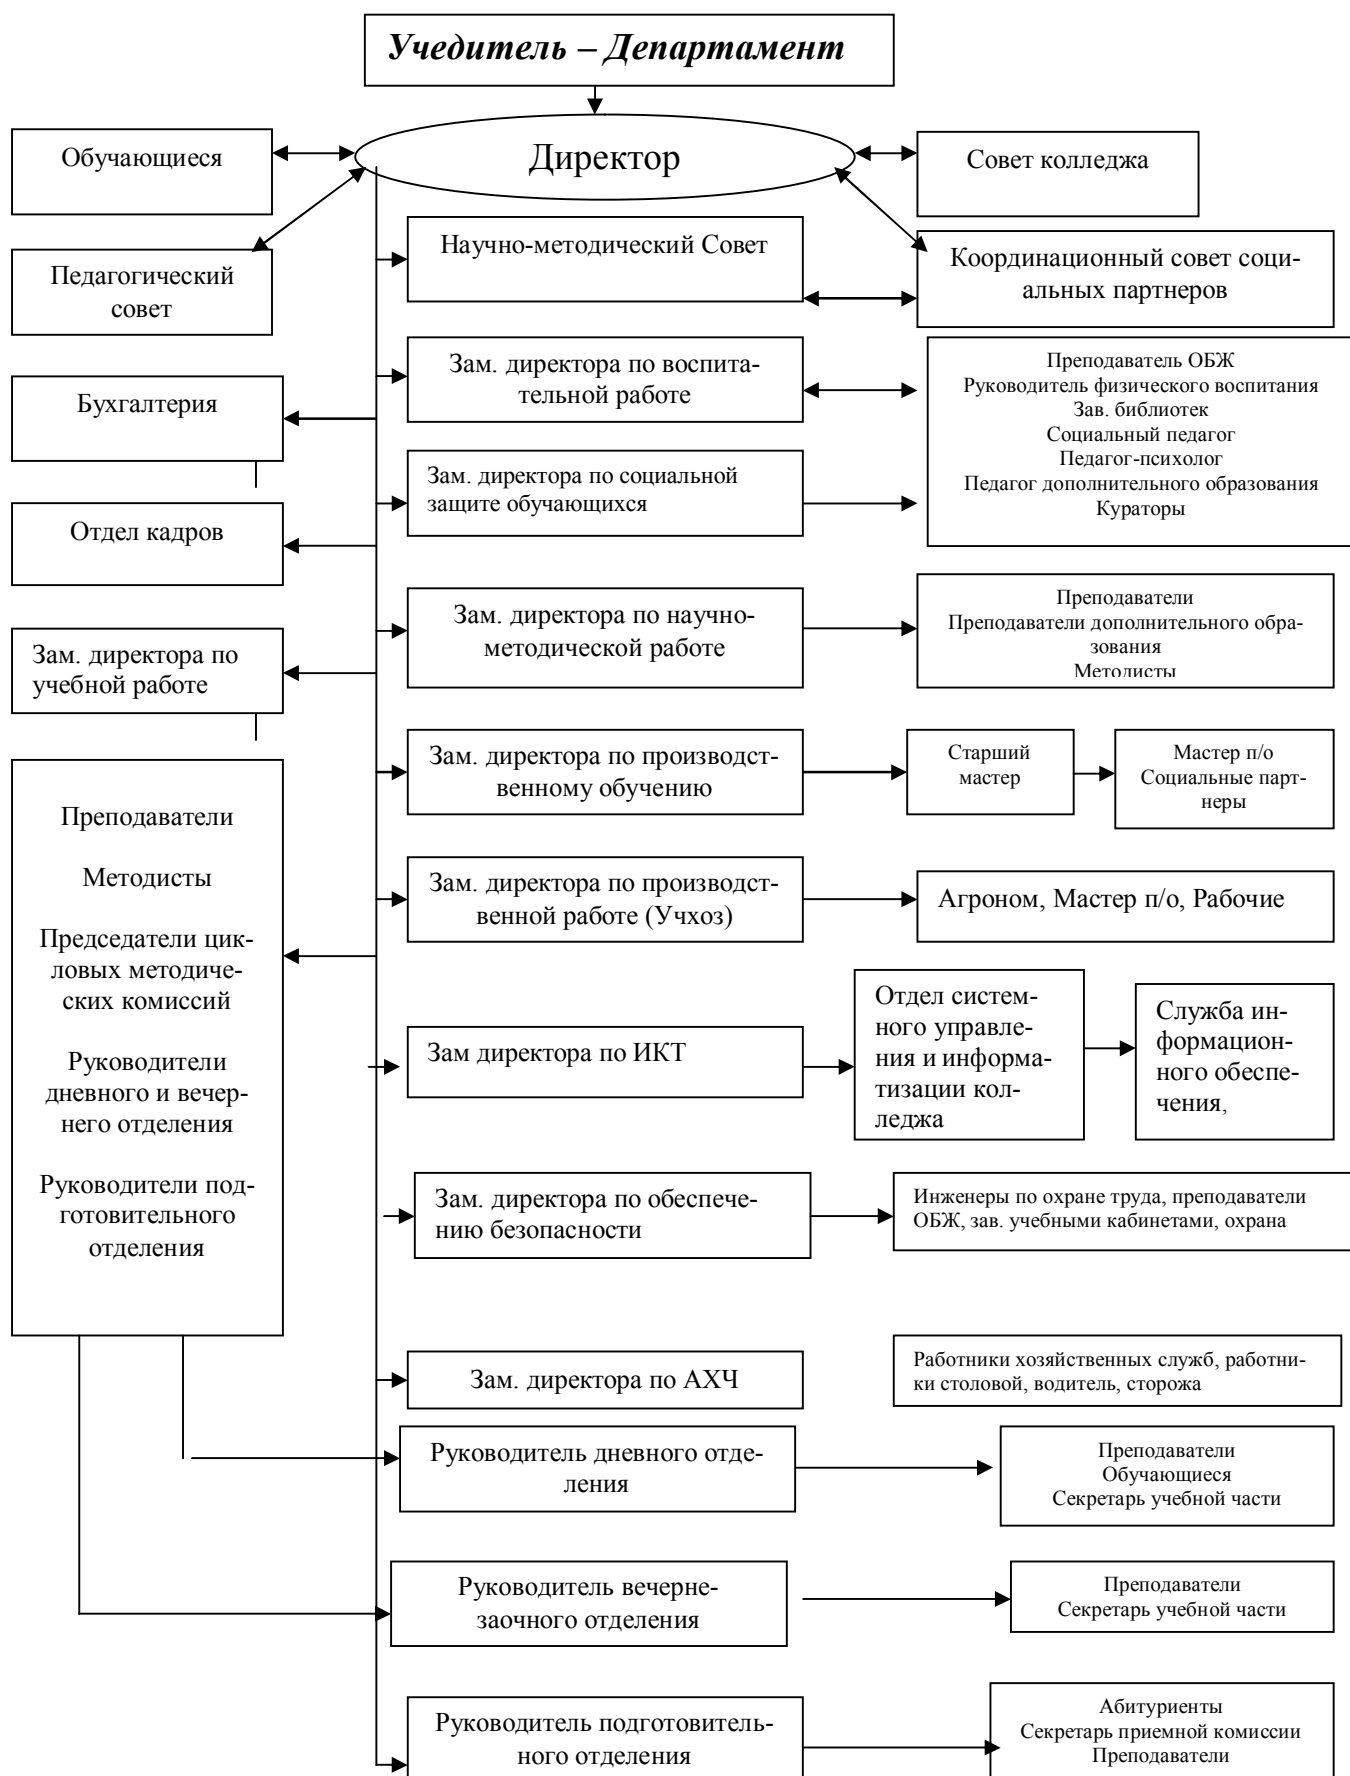 Учедитель – Департамент
Директор
Обучающиеся
Совет колледжа
Педагогический
совет
Научно-методический Совет
Координационный совет соци-
альных партнеров
Бухгалтерия
Зам. директора по воспита-
тельной работе
Преподаватель ОБЖ
Руководитель физического воспитания
Зав. библиотек
Социальный педагог
Педагог-психолог
Педагог дополнительного образования
Кураторы
Зам. директора по социальной
защите обучающихся
Отдел кадров
Зам. директора по
учебной работе
Зам. директора по научно-
методической работе
Преподаватели
Преподаватели дополнительного обра-
зования
Методисты
Зам. директора по производст-
венному обучению
Старший
мастер
Мастер п/о
Социальные парт-
неры
Преподаватели
Методисты
Председатели цик-
ловых методиче-
ских комиссий
Руководители
дневного и вечер-
него отделения
Руководители под-
готовительного
отделения
Зам. директора по производст-
венной работе (Учхоз)
Агроном, Мастер п/о, Рабочие
Зам директора по ИКТ
Отдел систем-
ного управле-
ния и информа-
тизации кол-
леджа
Служба ин-
формацион-
ного обеспе-
чения,
Зам. директора по обеспече-
нию безопасности
Инженеры по охране труда, преподаватели
ОБЖ, зав. учебными кабинетами, охрана
Зам. директора по АХЧ
Работники хозяйственных служб, работни-
ки столовой, водитель, сторожа
Руководитель дневного отде-
ления
Преподаватели
Обучающиеся
Секретарь учебной части
Руководитель вечерне-
заочного отделения
Преподаватели
Секретарь учебной части
Руководитель подготовитель-
ного отделения
Абитуриенты
Секретарь приемной комиссии
Преподаватели